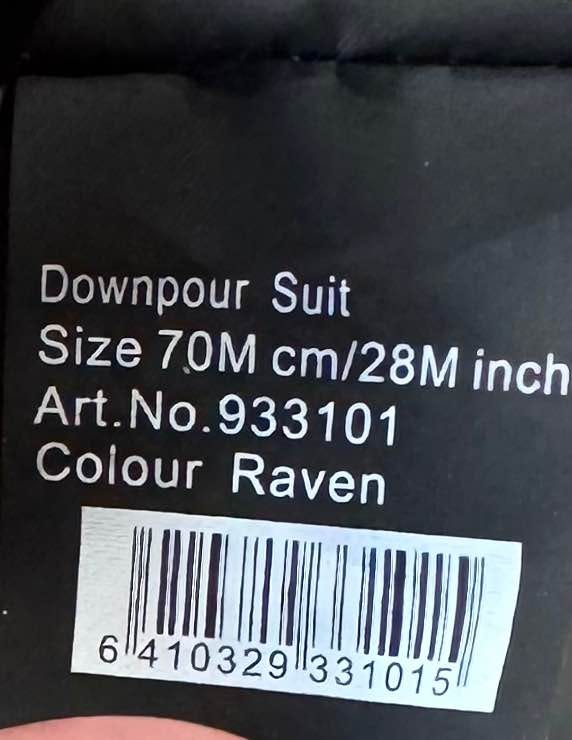 Downpour Suit
Size 70M cm/28M inch
Art.No.933101
Colour Raven
6 410329 331015